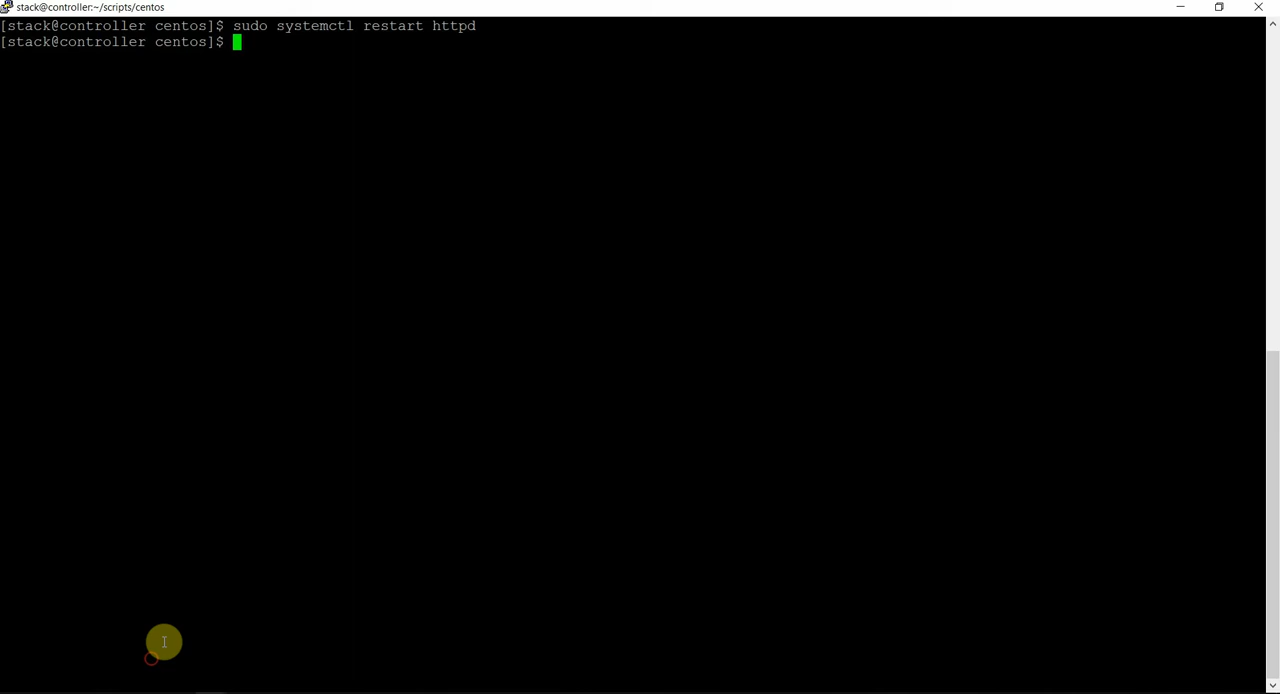 stack@controller:~/scripts/centos
[stack@controller centos]$ sudo systemctl restart httpd
[stack@controller centos]$